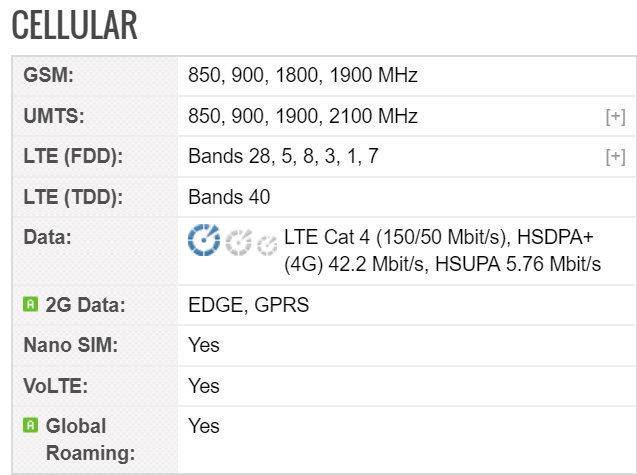 CELLULAR
GSM: 850, 900, 1800, 1900 MHz
UMTS: 850, 900, 1900, 2100 MHz [+]
LTE (FDD): Bands 28, 5, 8, 3, 1, 7 [+]
LTE (TDD): Bands 40
Data: LTE Cat 4 (150/50 Mbit/s), HSDPA+
(4G) 42.2 Mbit/s, HSUPA 5.76 Mbit/s
A 2G Data: EDGE, GPRS
Nano SIM: Yes
VoLTE: Yes
A Global Yes
Roaming: